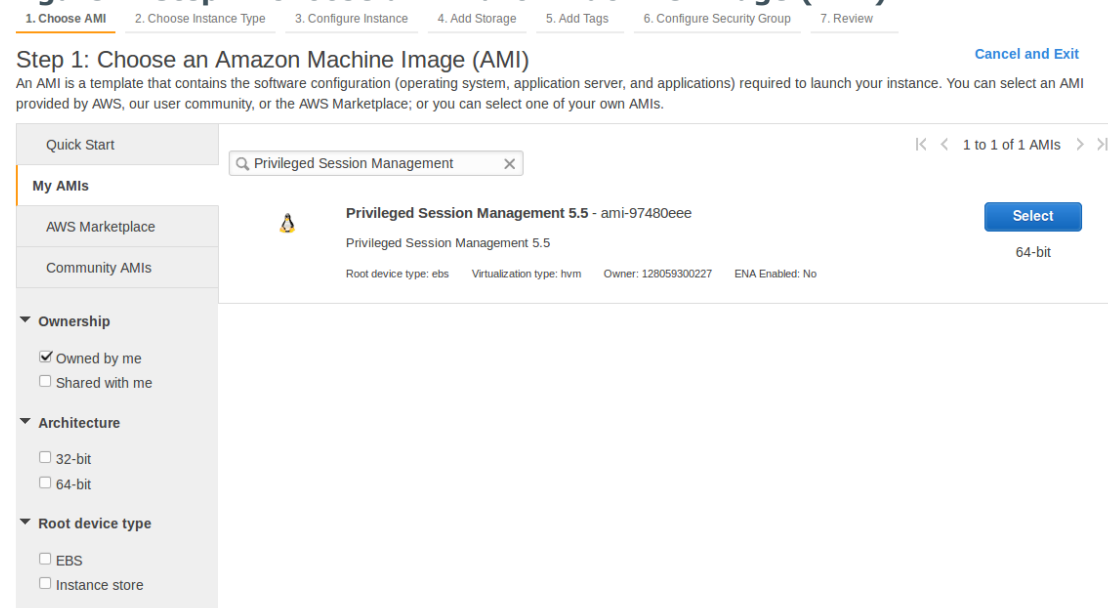 1. Choose AMI 2. Choose Instance Type 3. Configure Instance 4. Add Storage 5. Add Tags 6. Configure Security Group 7. Review
Step 1: Choose an Amazon Machine Image (AMI)
Cancel and Exit
An AMI is a template that contains the software configuration (operating system, application server, and applications) required to launch your instance. You can select an AMI
provided by AWS, our user community, or the AWS Marketplace; or you can select one of your own AMIs.
Quick Start
My AMIs
AWS Marketplace
Community AMIs
Ownership
Owned by me
Shared with me
Architecture
32-bit
64-bit
Root device type
EBS
Instance store
1 to 1 of 1 AMIs
Privileged Session Management
Privileged Session Management 5.5 - ami-97480eee
Select
Privileged Session Management 5.5
64-bit
Root device type: ebs Virtualization type: hvm Owner: 128059300227 ENA Enabled: No